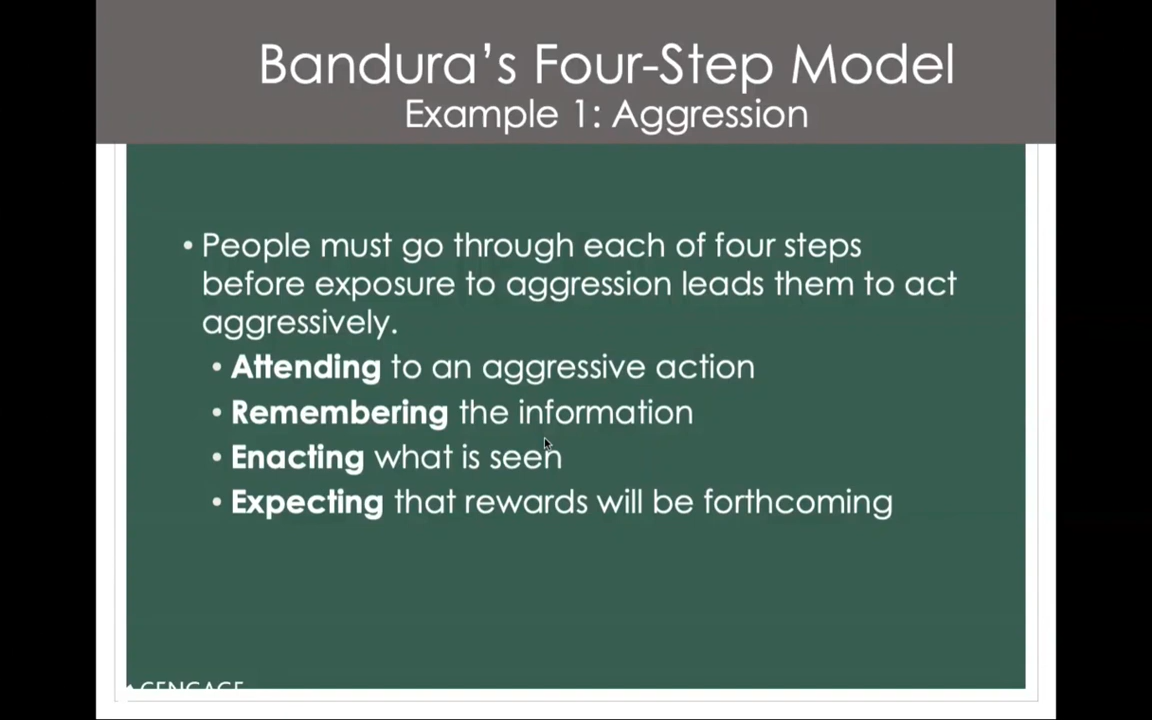 Bandura's Four-Step Model
Example 1: Aggression
• People must go through each of four steps
before exposure to aggression leads them to act
aggressively.
• Attending to an aggressive action
• Remembering the information
• Enacting what is seen
• Expecting that rewards will be forthcoming
CENGAGE